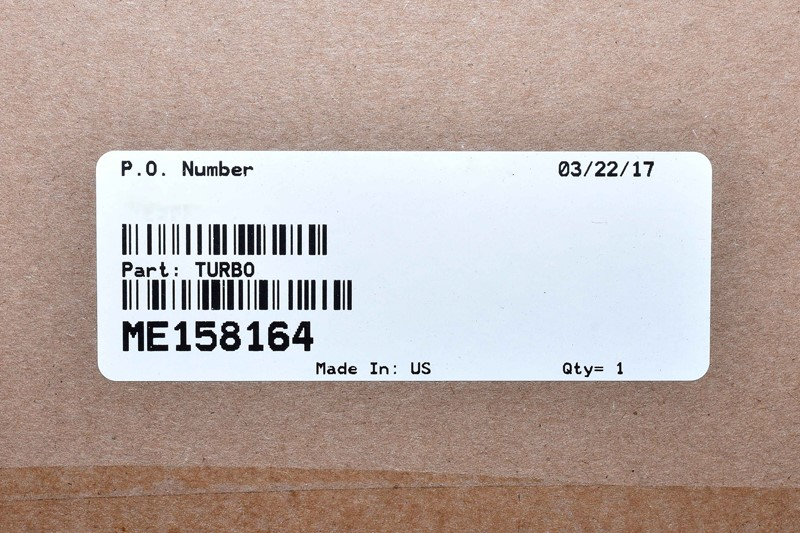 P.O. Number 03/22/17
Part: TURBO
ME158164
Made In: US Qty= 1